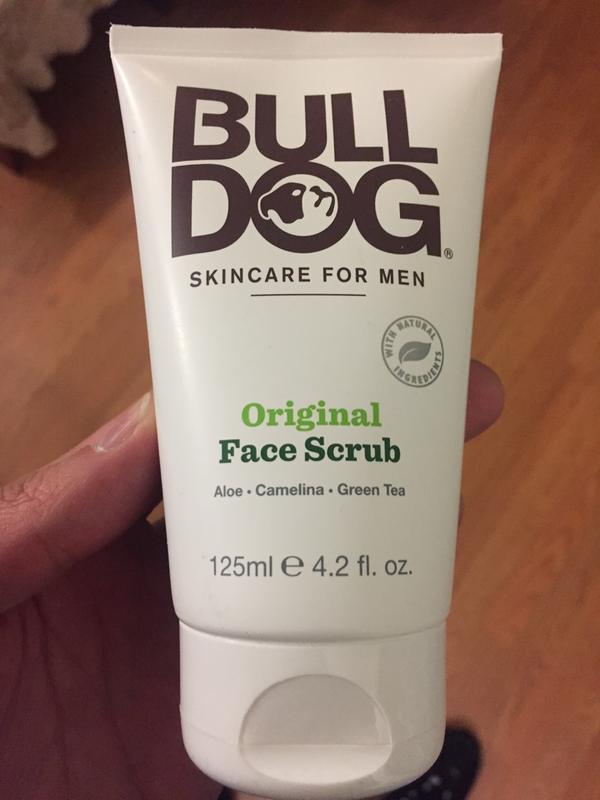 BULL
DOG®
SKINCARE FOR MEN
WITH NATURAL
INGREDIENTS
Original
Face Scrub
Aloe • Camelina • Green Tea
125ml ℮ 4.2 fl. oz.